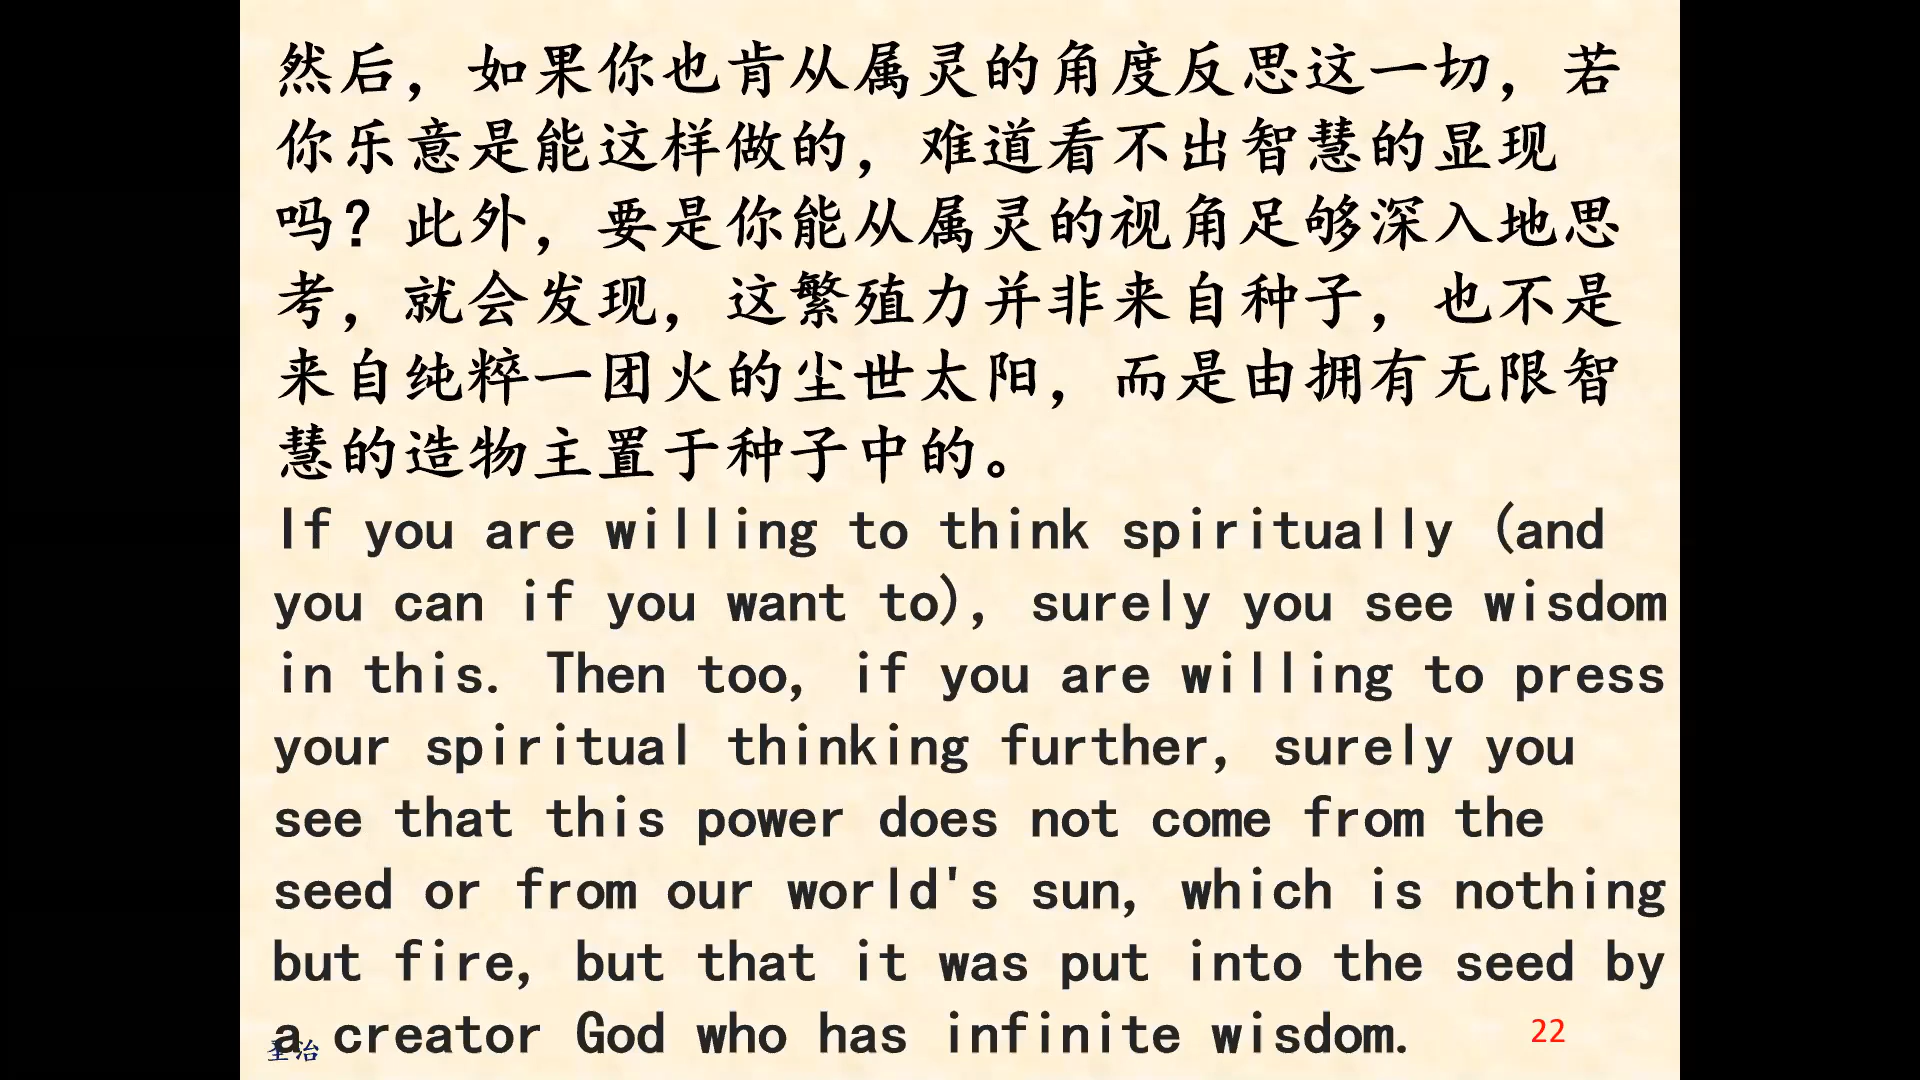 然后，如果你也肯从属灵的角度反思这一切，若
你乐意是能这样做的，难道看不出智慧的显现
吗？此外，要是你能从属灵的视角足够深入地思
考，就会发现，这繁殖力并非来自种子，也不是
来自纯粹一团火的尘世太阳，而是由拥有无限智
慧的造物主置于种子中的。
If you are willing to think spiritually (and
you can if you want to), surely you see wisdom
in this. Then too, if you are willing to press
your spiritual thinking further, surely you
see that this power does not come from the
seed or from our world's sun, which is nothing
but fire, but that it was put into the seed by
a creator God who has infinite wisdom.
圣治
22